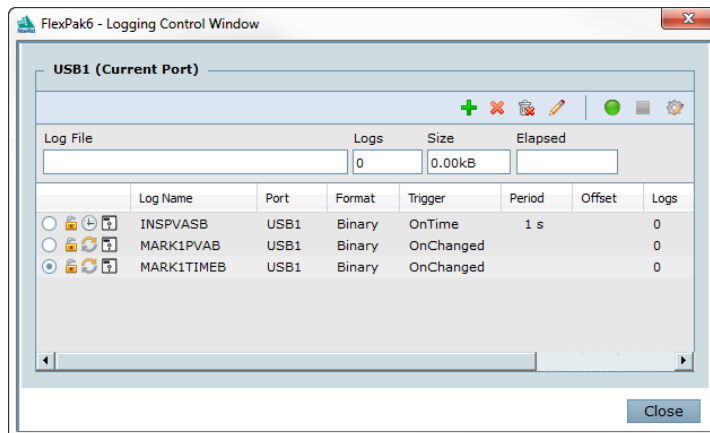 FlexPak6 - Logging Control Window
USB1 (Current Port)
Log File Logs Size Elapsed
0 0.00kB
Log Name Port Format Trigger Period Offset Logs
INSPVASB USB1 Binary OnTime 1 s 0
MARK1PVAB USB1 Binary OnChanged 0
MARK1TIMEB USB1 Binary OnChanged 0
Close